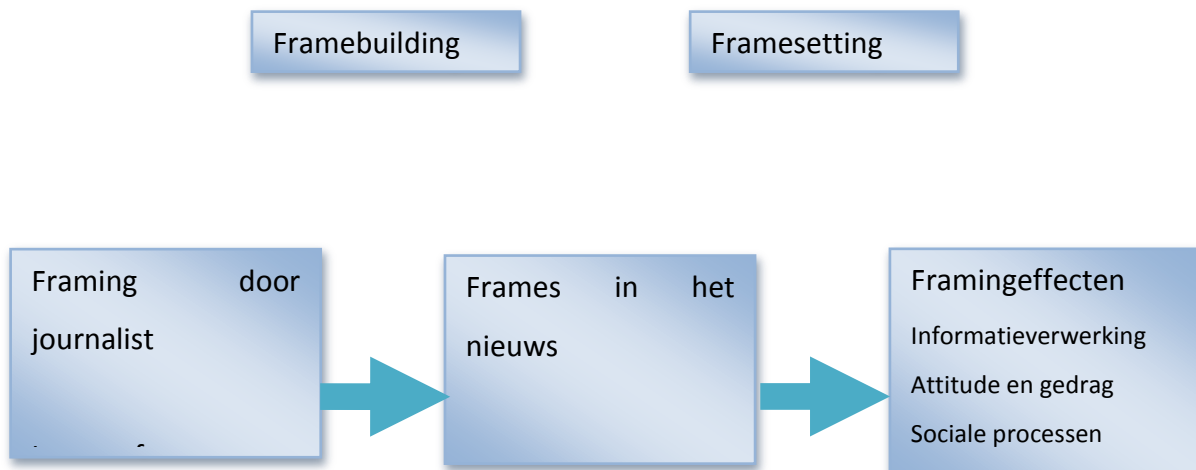 Framebuilding
Framesetting
Framing door
journalist
Frames in het
nieuws
Framingeffecten
Informatieverwerking
Attitude en gedrag
Sociale processen